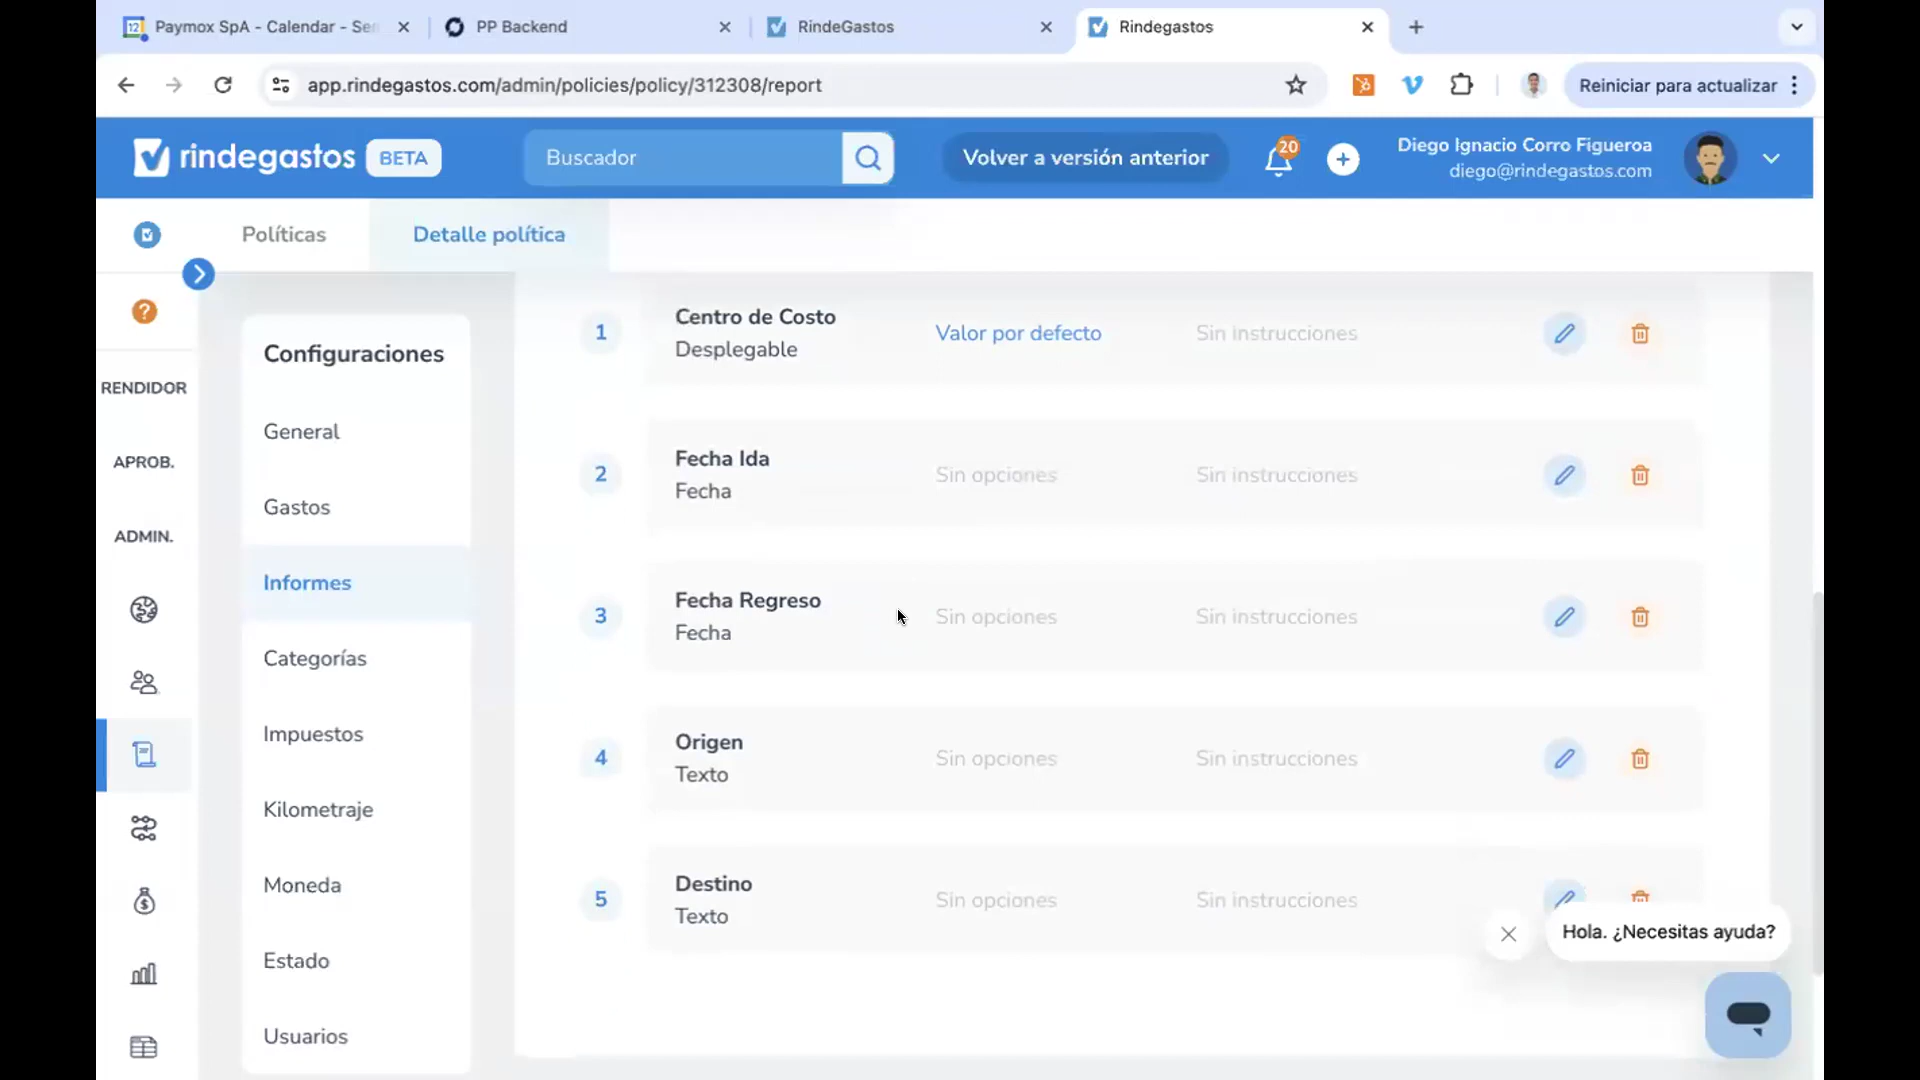 Paymox SpA - Calendar - Se
PP Backend
RindeGastos
Rindegastos
app.rindegastos.com/admin/policies/policy/312308/report
Reiniciar para actualizar
rindegastos
BETA
Buscador
Volver a versión anterior
20
Diego Ignacio Corro Figueroa
diego@rindegastos.com
Políticas
Detalle política
RENDIDOR
APROB.
ADMIN.
Configuraciones
General
Gastos
Informes
Categorías
Impuestos
Kilometraje
Moneda
Estado
Usuarios
1
Centro de Costo
Desplegable
Valor por defecto
Sin instrucciones
2
Fecha Ida
Fecha
Sin opciones
Sin instrucciones
3
Fecha Regreso
Fecha
Sin opciones
Sin instrucciones
4
Origen
Texto
Sin opciones
Sin instrucciones
5
Destino
Texto
Sin opciones
Sin instrucciones
Hola. ¿Necesitas ayuda?